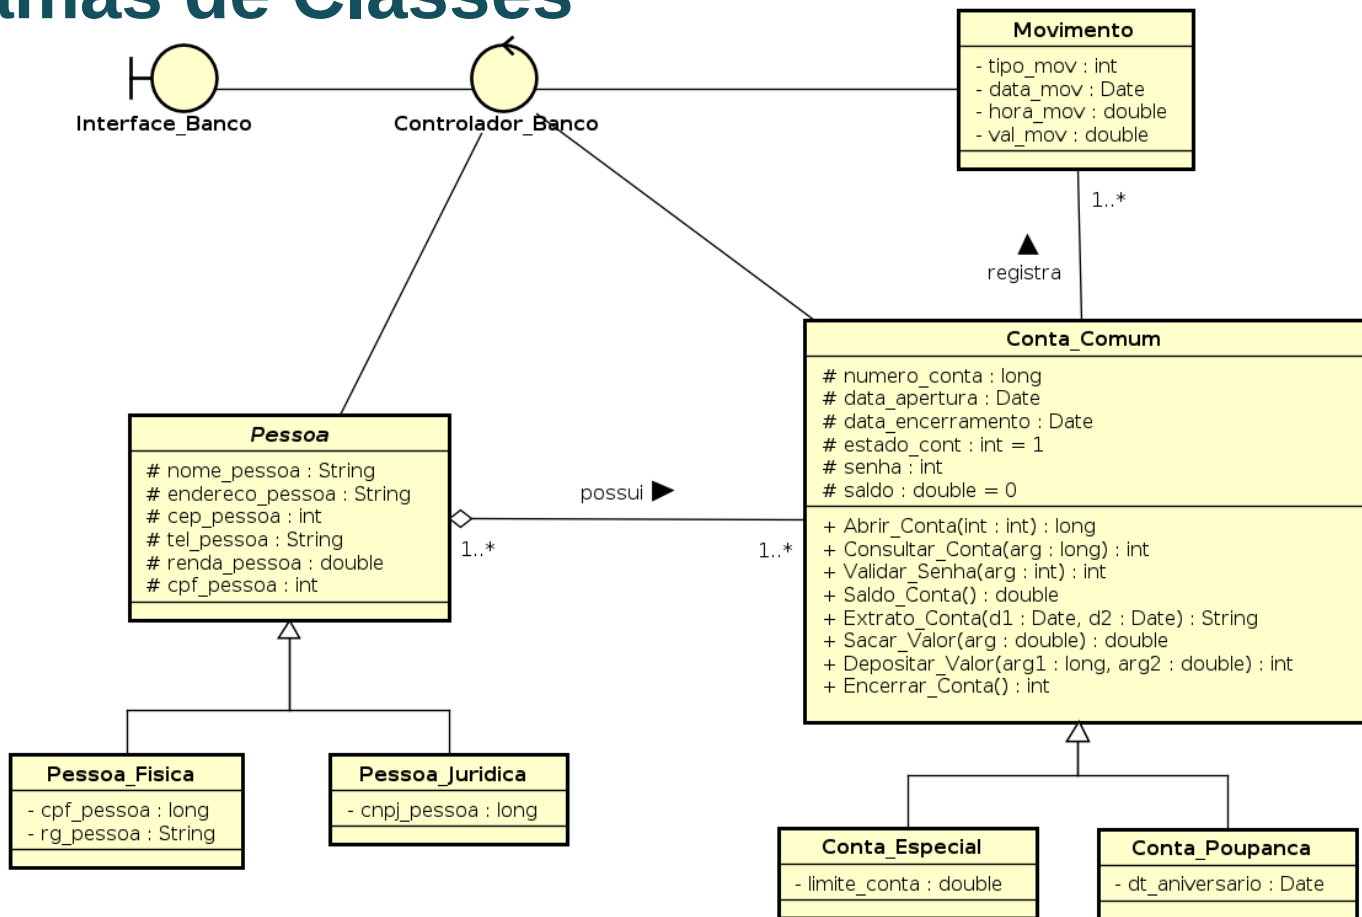 amas de Classes
Interface_Banco
Controlador_Banco
Movimento
- tipo_mov : int
- data_mov : Date
- hora_mov : double
- val_mov : double
1..*
registra
Conta_Comum
# numero_conta : long
# data_apertura : Date
# data_encerramento : Date
# estado_cont : int = 1
# senha : int
# saldo : double = 0
+ Abrir_Conta(int : int) : long
+ Consultar_Conta(arg : long) : int
+ Validar_Senha(arg : int) : int
+ Saldo_Conta() : double
+ Extrato_Conta(d1 : Date, d2 : Date) : String
+ Sacar_Valor(arg : double) : double
+ Depositar_Valor(arg1 : long, arg2 : double) : int
+ Encerrar_Conta() : int
Pessoa
# nome_pessoa : String
# endereco_pessoa : String
# cep_pessoa : int
# tel_pessoa : String
# renda_pessoa : double
# cpf_pessoa : int
possui
1..*
1..*
Pessoa_Fisica
- cpf_pessoa : long
- rg_pessoa : String
Pessoa_Juridica
- cnpj_pessoa : long
Conta_Especial
- limite_conta : double
Conta_Poupanca
- dt_aniversario : Date